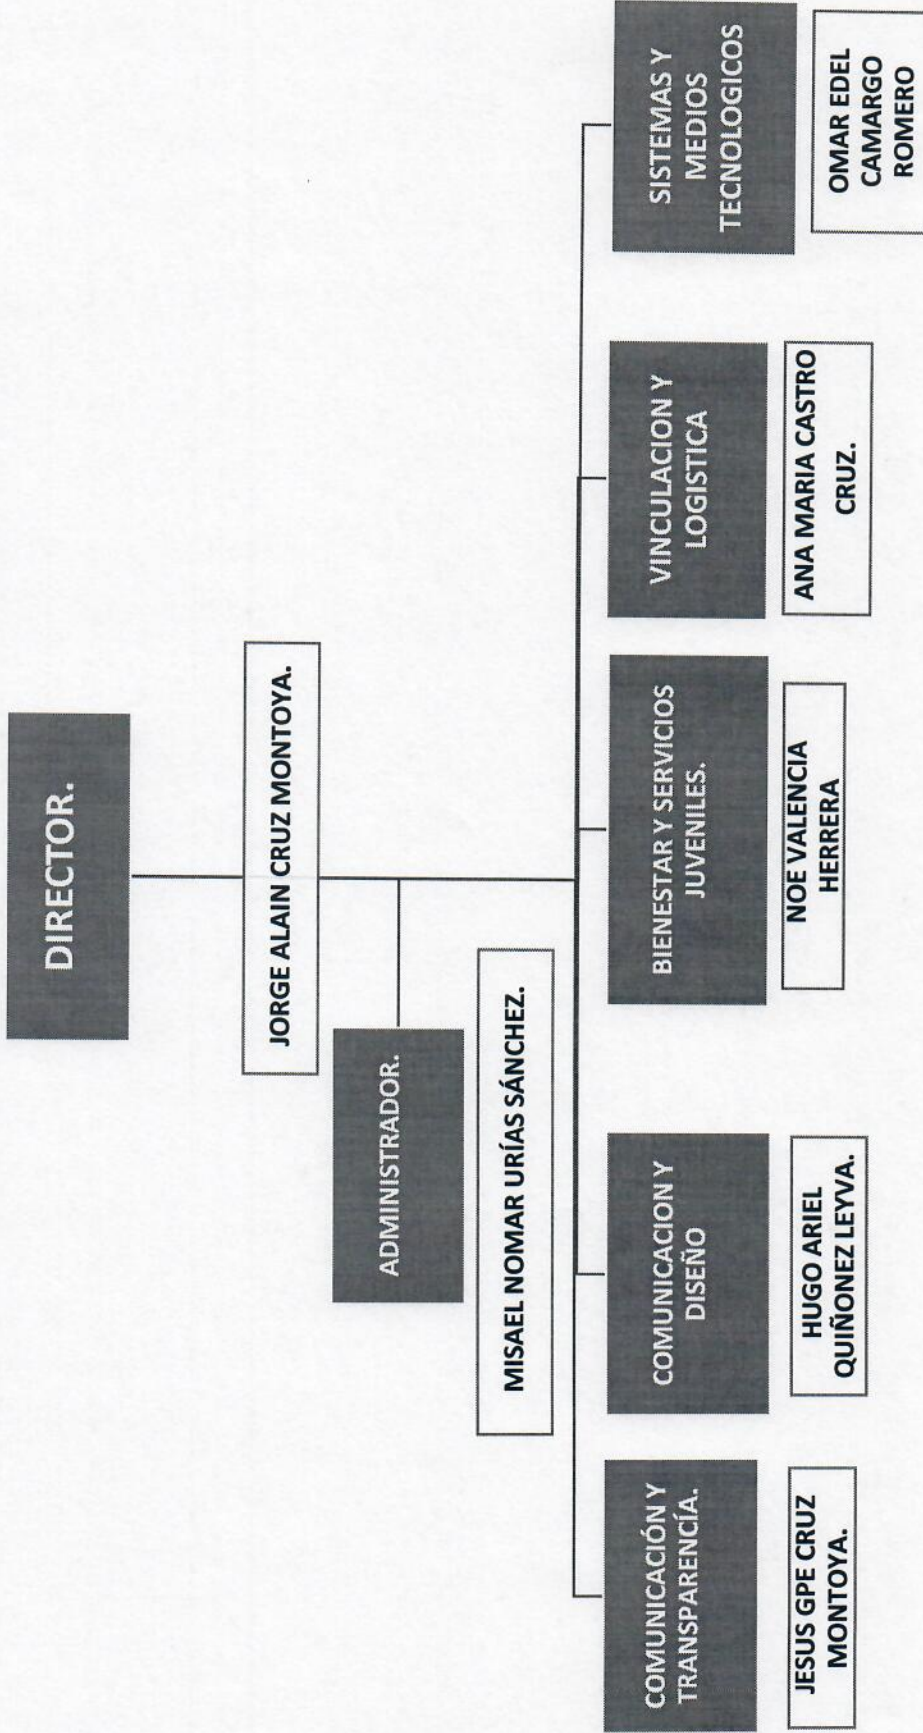 DIRECTOR.
JORGE ALAIN CRUZ MONTOYA.
ADMINISTRADOR.
MISAEL NOMAR URÍAS SÁNCHEZ.
COMUNICACIÓN Y
TRANSPARENCÍA.
JESUS GPE CRUZ
MONTOYA.
COMUNICACION Y
DISEÑO
HUGO ARIEL
QUIÑONEZ LEYVA.
BIENESTAR Y SERVICIOS
JUVENILES.
NOE VALENCIA
HERRERA
VINCULACION Y
LOGISTICA
ANA MARIA CASTRO
CRUZ.
SISTEMAS Y
MEDIOS
TECNOLOGICOS
OMAR EDEL
CAMARGO
ROMERO